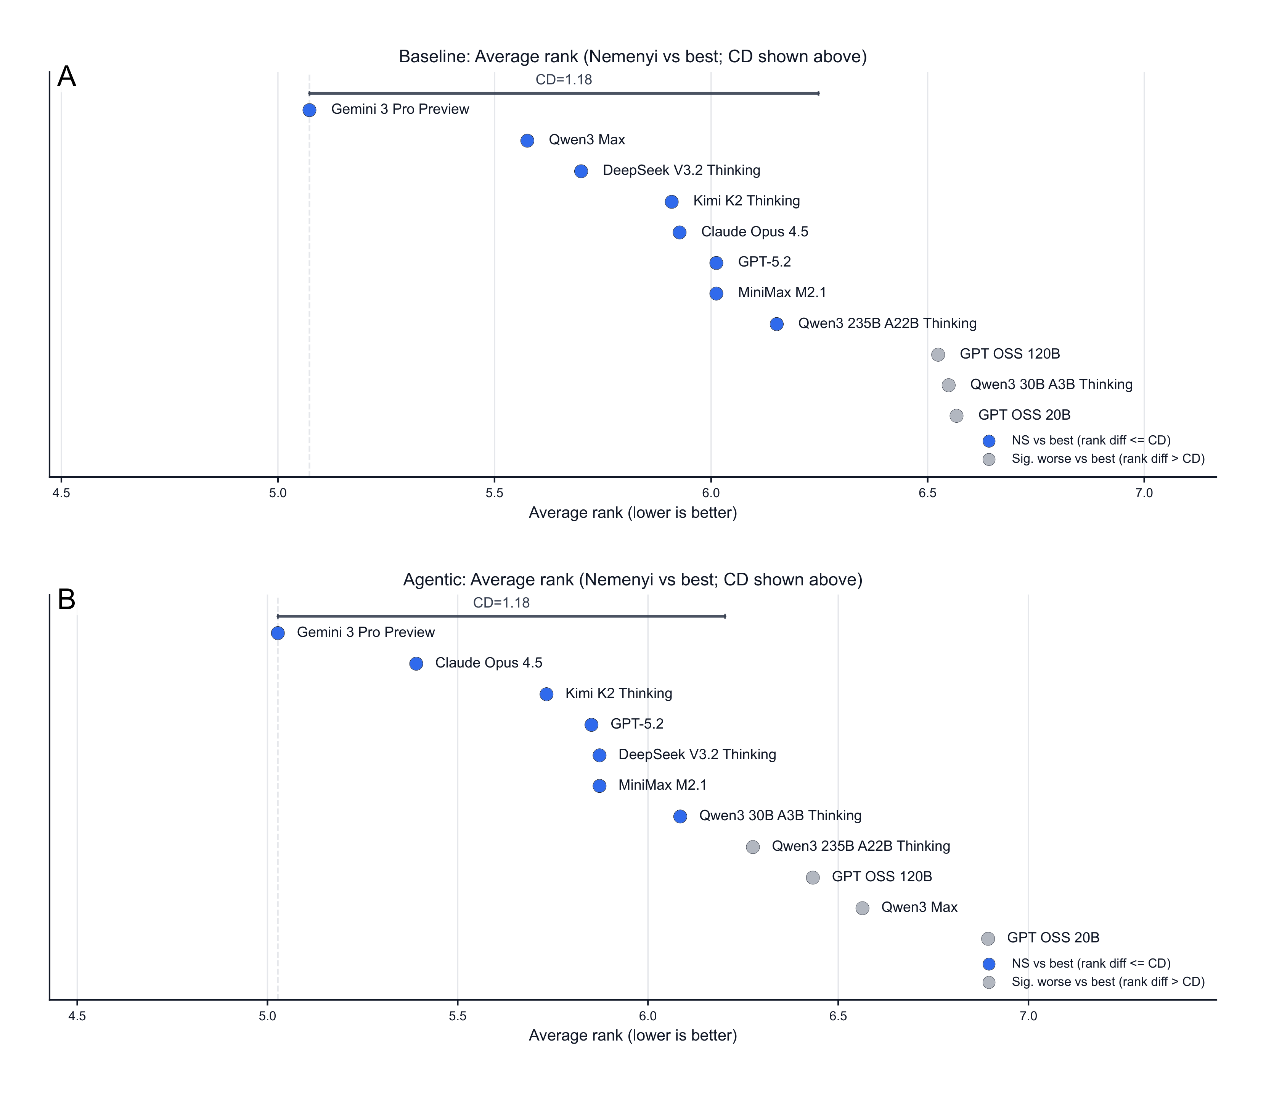 Baseline: Average rank (Nemenyi vs best; CD shown above)
A
CD=1.18
Gemini 3 Pro Preview
Qwen3 Max
DeepSeek V3.2 Thinking
Kimi K2 Thinking
Claude Opus 4.5
GPT-5.2
MiniMax M2.1
Qwen3 235B A22B Thinking
GPT OSS 120B
Qwen3 30B A3B Thinking
GPT OSS 20B
NS vs best (rank diff <= CD)
Sig. worse vs best (rank diff > CD)
4.5 5.0 5.5 6.0 6.5 7.0
Average rank (lower is better)
Agentic: Average rank (Nemenyi vs best; CD shown above)
B
CD=1.18
Gemini 3 Pro Preview
Claude Opus 4.5
Kimi K2 Thinking
GPT-5.2
DeepSeek V3.2 Thinking
MiniMax M2.1
Qwen3 30B A3B Thinking
Qwen3 235B A22B Thinking
GPT OSS 120B
Qwen3 Max
GPT OSS 20B
NS vs best (rank diff <= CD)
Sig. worse vs best (rank diff > CD)
4.5 5.0 5.5 6.0 6.5 7.0
Average rank (lower is better)